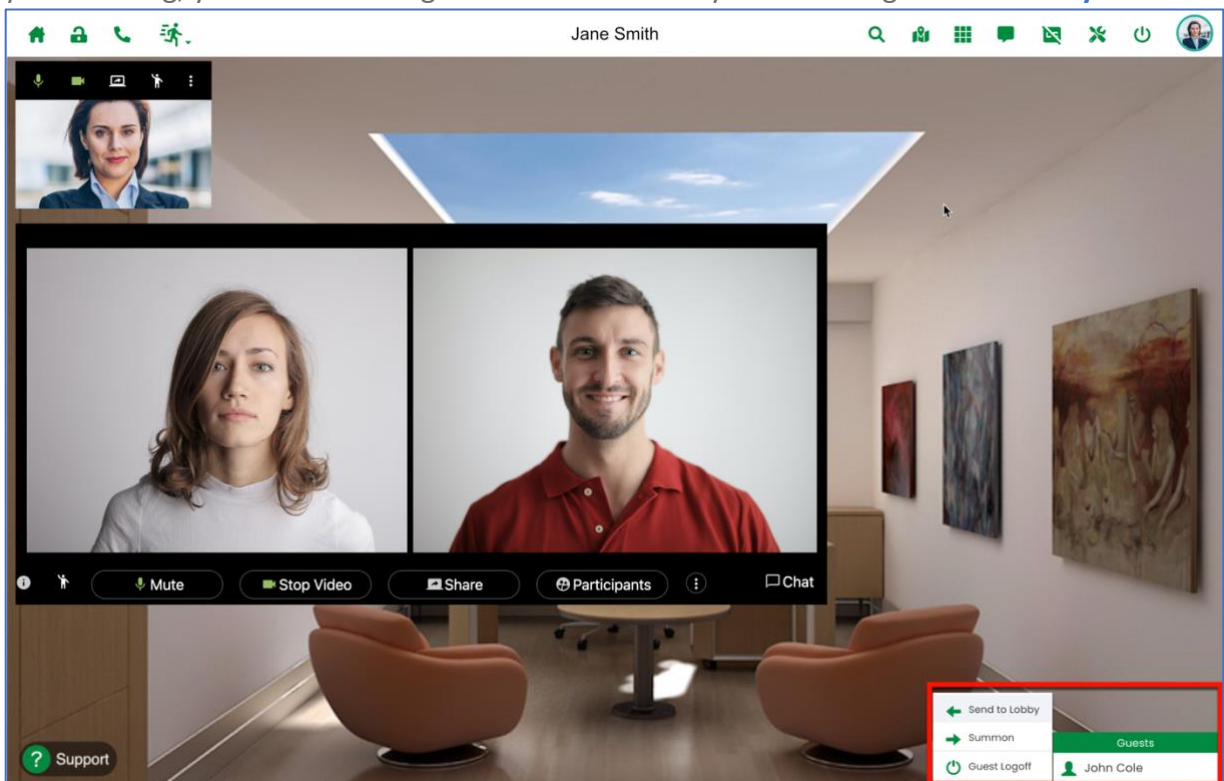 Jane Smith
Mute
Stop Video
Share
Participants
Chat
Send to Lobby
Summon
Guests
Guest Logoff
John Cole
? Support